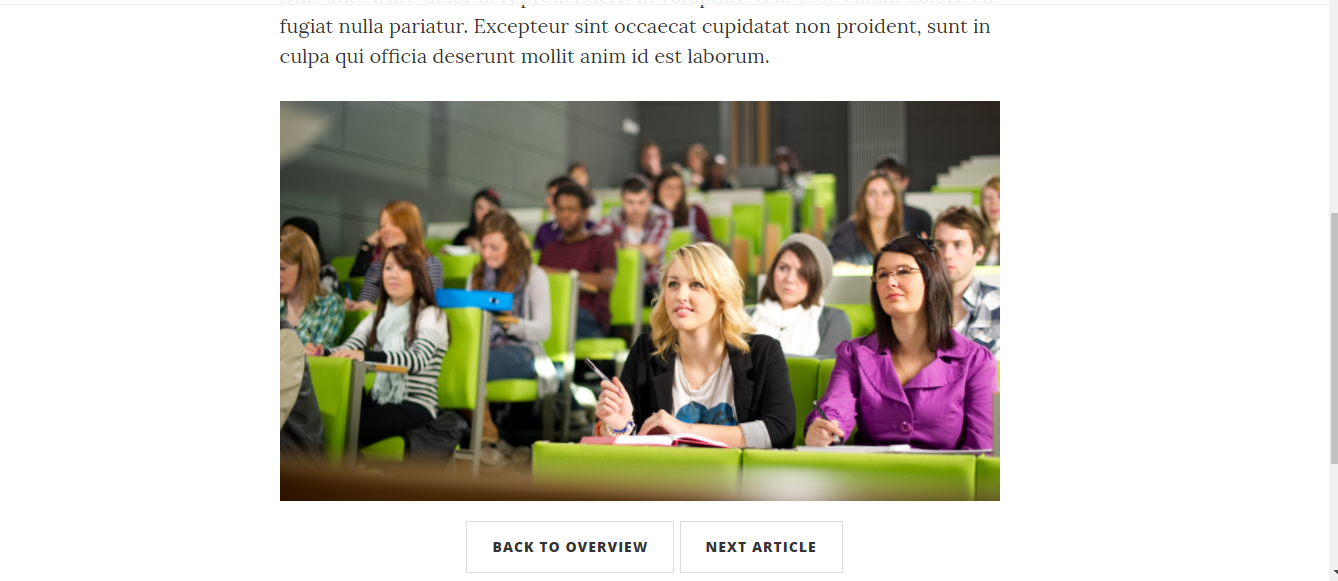 fugiat nulla pariatur. Excepteur sint occaecat cupidatat non proident, sunt in
culpa qui officia deserunt mollit anim id est laborum.
BACK TO OVERVIEW
NEXT ARTICLE